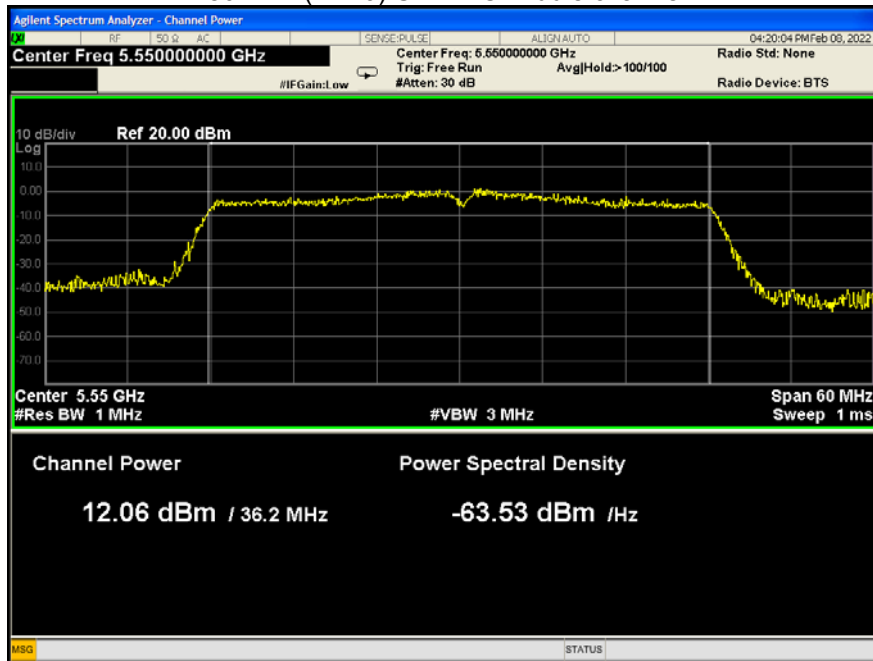 Agilent Spectrum Analyzer - Channel Power
RF 50 Ω AC SENSE:PULSE ALIGN AUTO 04:20:04 PM Feb 08, 2022
Center Freq 5.550000000 GHz Center Freq: 5.550000000 GHz Radio Std: None
Trig: Free Run Avg|Hold:>100/100
#IFGain:Low #Atten: 30 dB Radio Device: BTS
10 dB/div Ref 20.00 dBm
Log
10.0
0.00
-10.0
-20.0
-30.0
-40.0
-50.0
-60.0
-70.0
Center 5.55 GHz Span 60 MHz
#Res BW 1 MHz #VBW 3 MHz Sweep 1 ms
Channel Power Power Spectral Density
12.06 dBm / 36.2 MHz -63.53 dBm /Hz
MSG STATUS